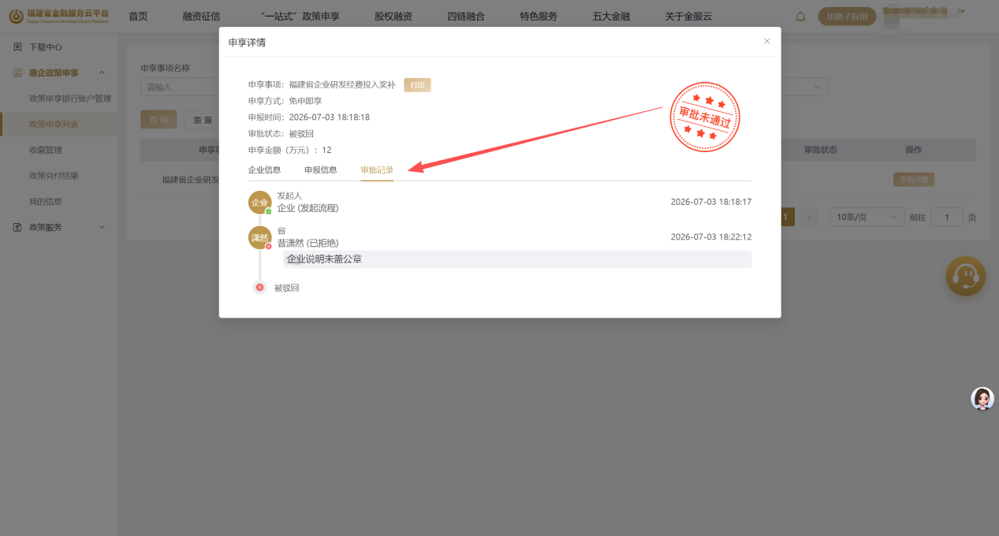 福建省金融服务云平台
Fujian Financial Services Cloud Platform
首页
融资征信
“一站式”政策申享
股权融资
四链融合
特色服务
五大金融
关于金服云
切换子应用
下载中心
惠企政策申享
政策申享银行账户管理
政策申享列表
收藏管理
政策兑付结果
我的信息
政策服务
申享事项名称
请输入
查 询
重 置
申享
审批状态
操作
福建省企业研发
查看详情
1
10条/页
前往
1
页
申享详情
申享事项：福建省企业研发经费投入奖补
打印
申享方式：免申即享
申报时间：2026-07-03 18:18:18
审批状态：被驳回
申享金额（万元）：12
审批未通过
企业信息
申报信息
审批记录
企业
发起人
企业 (发起流程)
2026-07-03 18:18:17
潇然
省
昔潇然 (已拒绝)
2026-07-03 18:22:12
企业说明未盖公章
被驳回